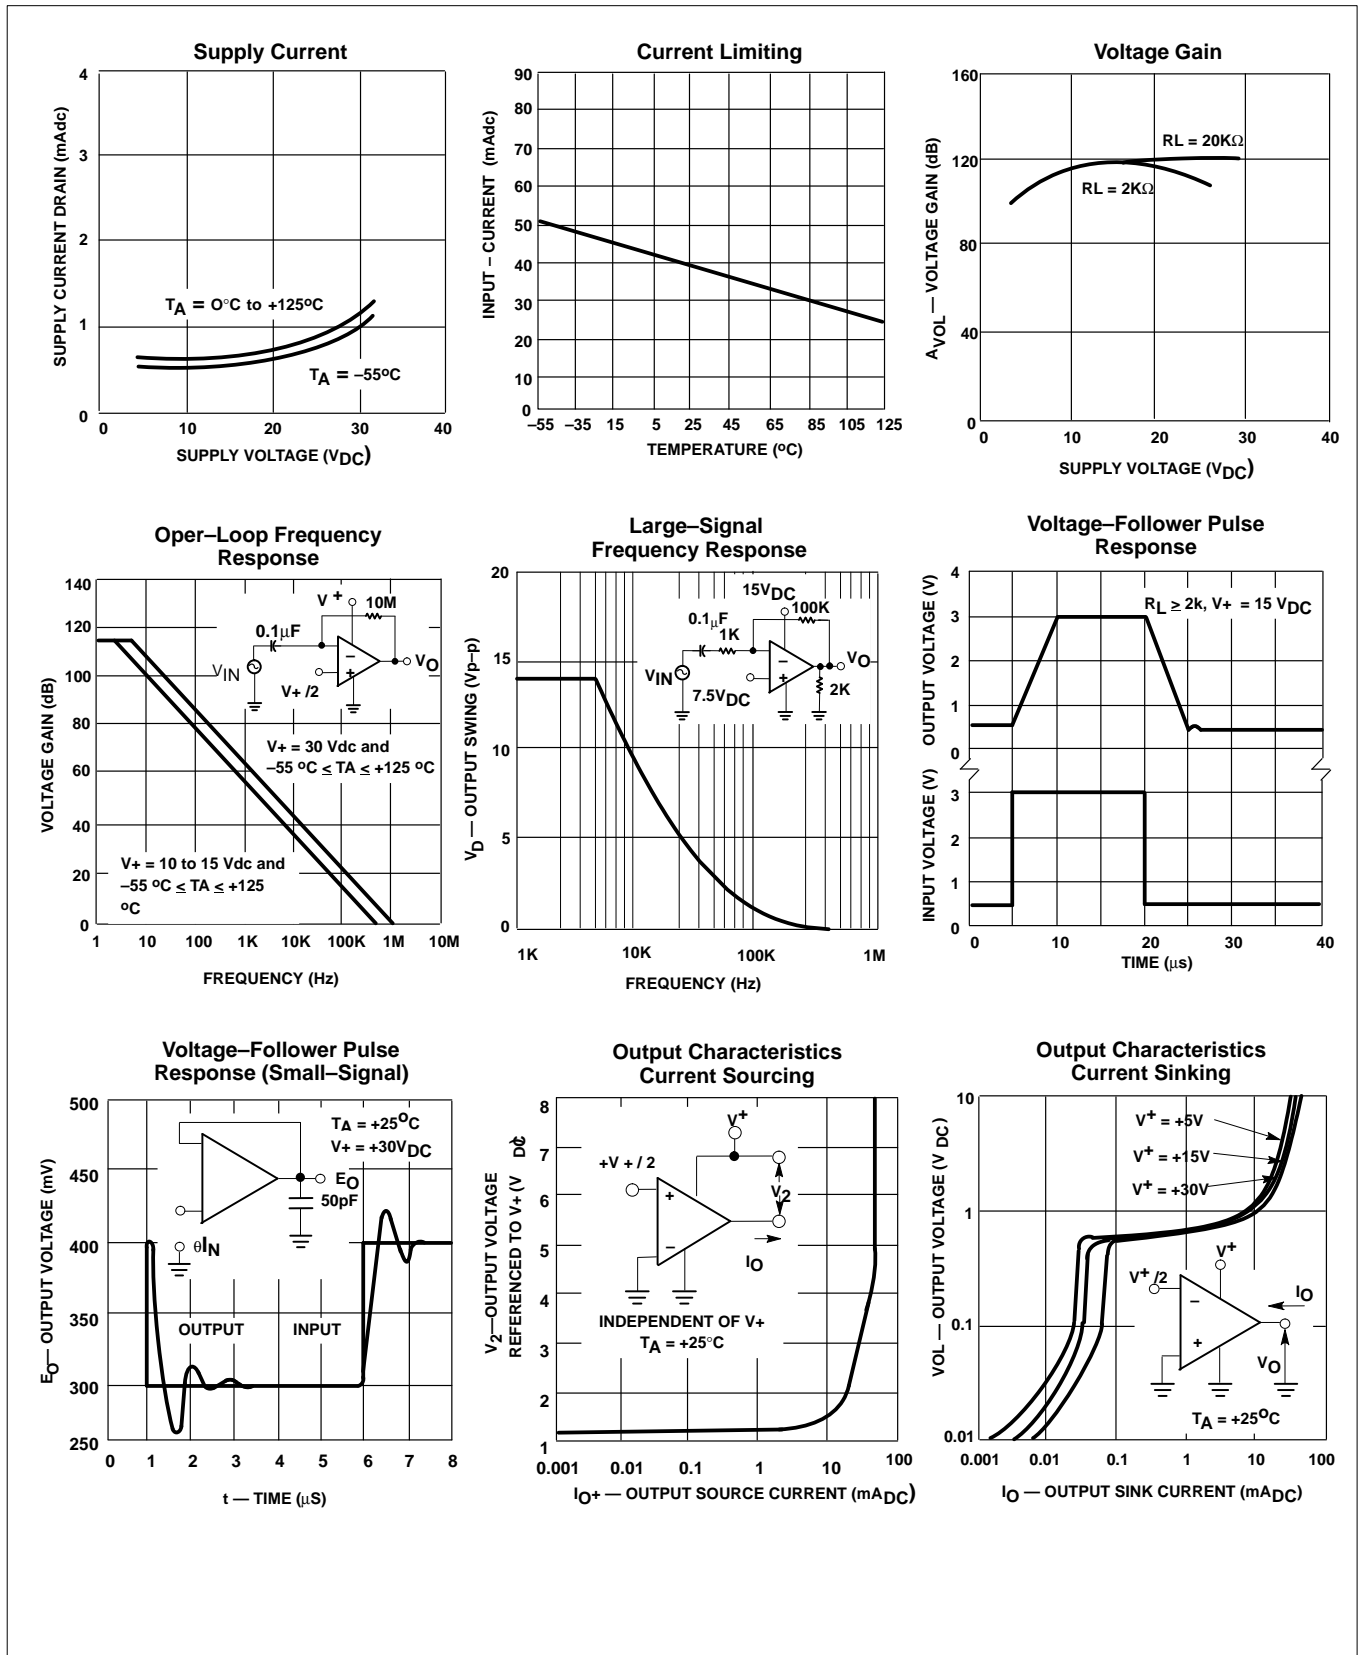 Supply Current
4
3
2
1
0
SUPPLY CURRENT DRAIN (mAdc)
TA = O°C to +125oC
TA = –55oC
0 10 20 30 40
SUPPLY VOLTAGE (VDC)
Current Limiting
90
80
70
60
50
40
30
20
10
0
INPUT – CURRENT (mAdc)
–55 –35 15 5 25 45 65 85 105 125
TEMPERATURE (oC)
Voltage Gain
160
120
80
40
0
AVOL — VOLTAGE GAIN (dB)
RL = 20KΩ
RL = 2KΩ
0 10 20 30 40
SUPPLY VOLTAGE (VDC)
Oper–Loop Frequency
Response
140
120
100
80
60
40
20
0
VOLTAGE GAIN (dB)
V +
10M
0.1µF
VIN
VO
V+ /2
–
+
V+ = 30 Vdc and
–55 oC ≤ TA ≤ +125 oC
V+ = 10 to 15 Vdc and
–55 oC ≤ TA ≤ +125
oC
1 10 100 1K 10K 100K 1M 10M
FREQUENCY (Hz)
Large–Signal
Frequency Response
20
15
10
5
0
VD — OUTPUT SWING (Vp–p)
15VDC
100K
0.1µF
1K
VO
VIN
–
+
7.5VDC
2K
1K 10K 100K 1M
FREQUENCY (Hz)
Voltage–Follower Pulse
Response
4
3
2
1
0
OUTPUT VOLTAGE (V)
RL ≥ 2k, V+ = 15 VDC
3
2
1
0
INPUT VOLTAGE (V)
0 10 20 30 40
TIME (µs)
Voltage–Follower Pulse
Response (Small–Signal)
500
450
400
350
300
250
EO— OUTPUT VOLTAGE (mV)
TA = +25OC
V+ = +30VDC
EO
50pF
θIN
OUTPUT INPUT
0 1 2 3 4 5 6 7 8
t — TIME (µS)
Output Characteristics
Current Sourcing
8
7
6
5
4
3
2
1
V2—OUTPUT VOLTAGE
REFERENCED TO V+ (V DC)
V+
+V + / 2
+
–
V2
IO
INDEPENDENT OF V+
TA = +25°C
0.001 0.01 0.1 1 10 100
IO+ — OUTPUT SOURCE CURRENT (mADC)
Output Characteristics
Current Sinking
10
1
0.1
0.01
VOL — OUTPUT VOLTAGE (V DC)
V+ = +5V
V+ = +15V
V+ = +30V
V+
V+ /2
–
+
IO
VO
TA = +25OC
0.001 0.01 0.1 1 10 100
IO — OUTPUT SINK CURRENT (mADC)